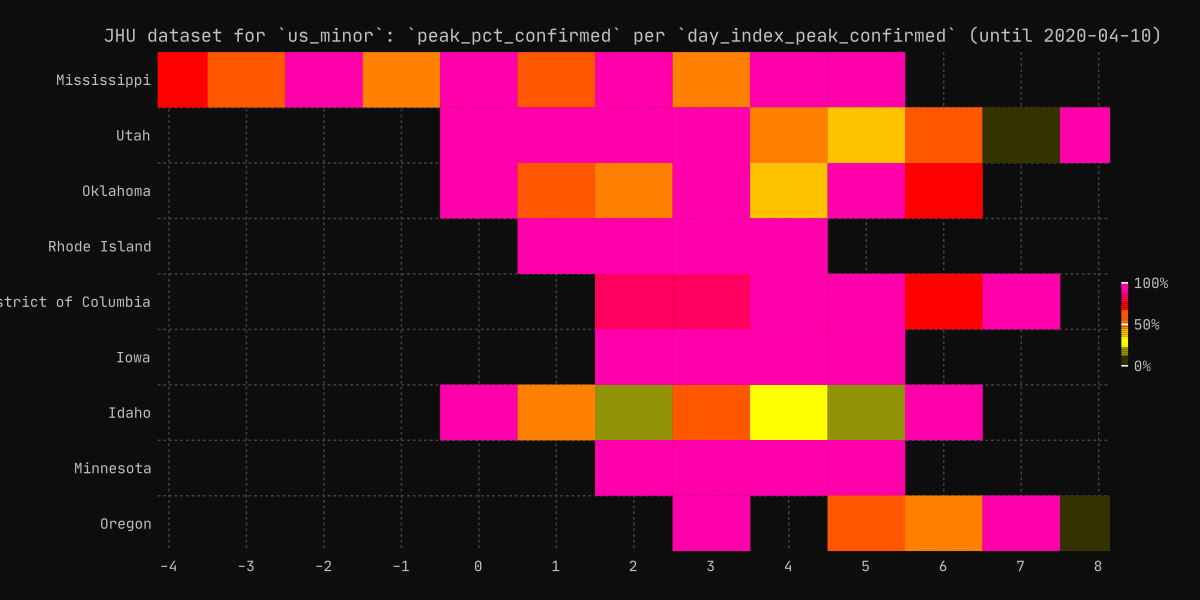 JHU dataset for `us_minor`: `peak_pct_confirmed` per `day_index_peak_confirmed` (until 2020-04-10)
Mississippi
Utah
Oklahoma
Rhode Island
strict of Columbia
Iowa
Idaho
Minnesota
Oregon
-4 -3 -2 -1 0 1 2 3 4 5 6 7 8
100%
50%
0%